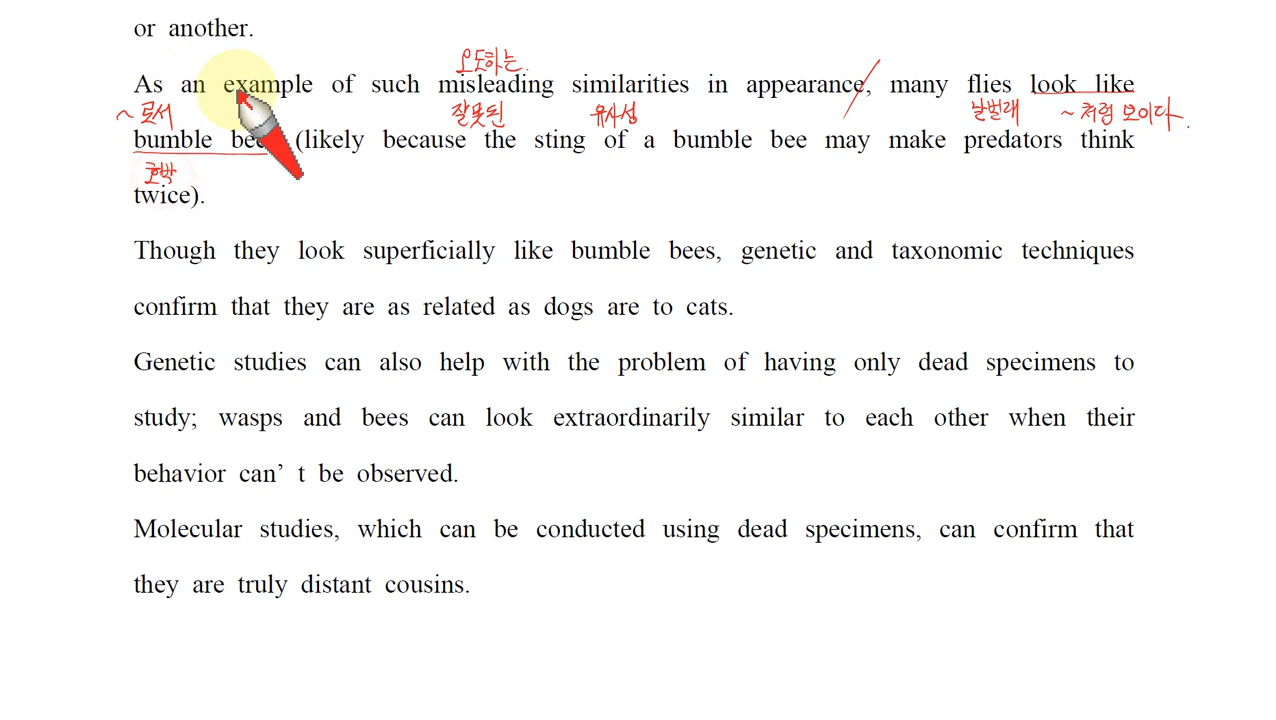 or another.
오도하는
As an example of such misleading similarities in appearance, many flies look like
~로서 잘못된 유사성 날벌래 ~처럼 보이다.
bumble bees (likely because the sting of a bumble bee may make predators think
호박
twice).
Though they look superficially like bumble bees, genetic and taxonomic techniques
confirm that they are as related as dogs are to cats.
Genetic studies can also help with the problem of having only dead specimens to
study; wasps and bees can look extraordinarily similar to each other when their
behavior can’ t be observed.
Molecular studies, which can be conducted using dead specimens, can confirm that
they are truly distant cousins.